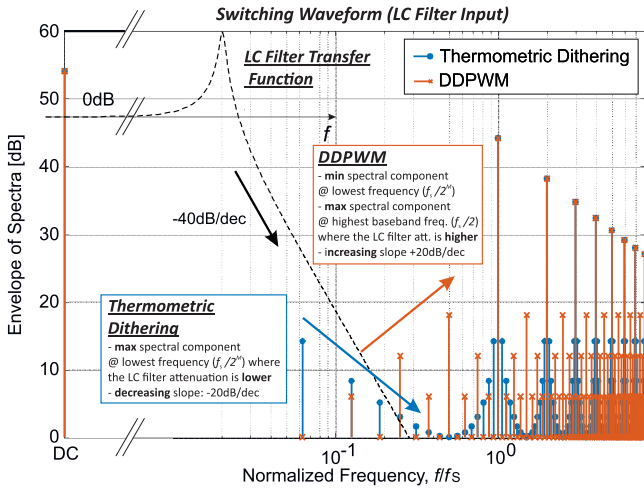 Switching Waveform (LC Filter Input)
60
50
40
30
20
10
0
Envelope of Spectra [dB]
LC Filter Transfer
Function
Thermometric Dithering
DDPWM
0dB
f
-40dB/dec
DDPWM
- min spectral component
@ lowest frequency (fs/2^M)
- max spectral component
@ highest baseband freq. (fs/2)
where the LC filter att. is higher
- increasing slope +20dB/dec
Thermometric
Dithering
- max spectral component
@ lowest frequency (fs/2^M) where
the LC filter attenuation is lower
- decreasing slope: -20dB/dec
DC
10^-1
10^0
Normalized Frequency, f/fS